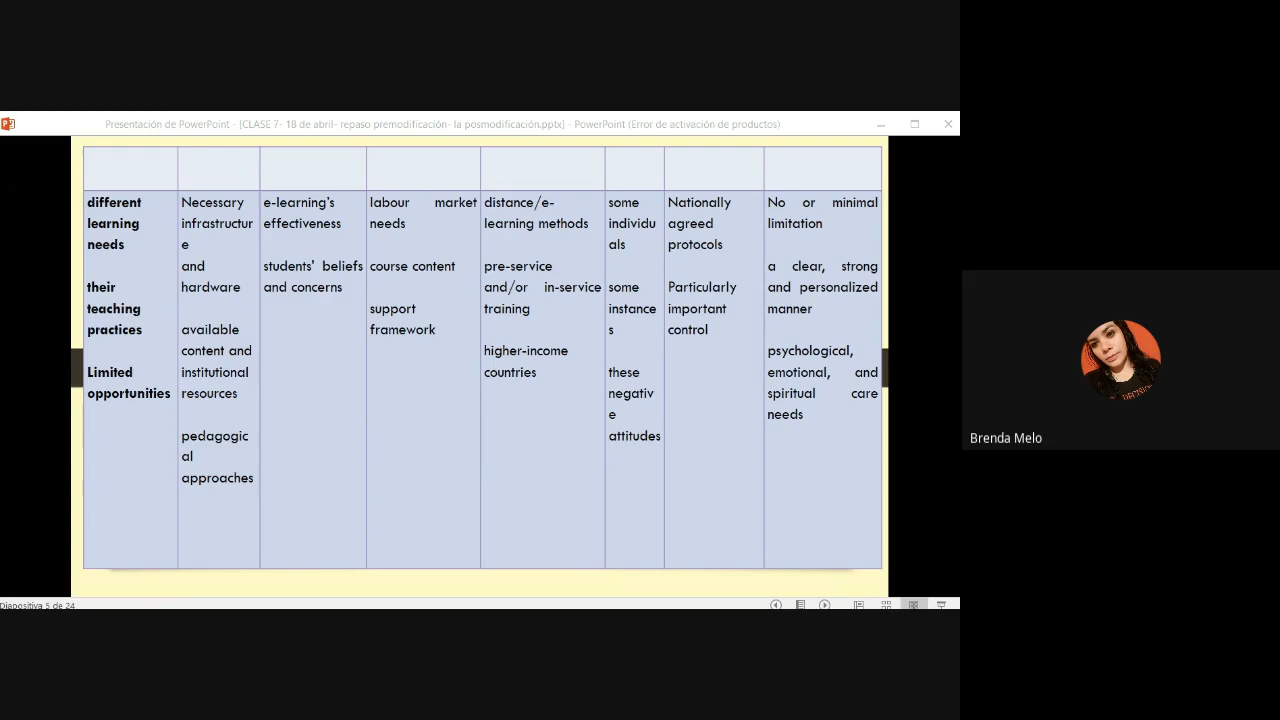 Presentación de PowerPoint - [CLASE 7- 18 de abril- repaso premodificación- la posmodificación.pptx] - PowerPoint (Error de activación de productos)
different
learning
needs
their
teaching
practices
Limited
opportunities
Necessary
infrastructur
e
and
hardware
available
content and
institutional
resources
pedagogic
al
approaches
e-learning's
effectiveness
students' beliefs
and concerns
labour market
needs
course content
support
framework
distance/e-
learning methods
pre-service
and/or in-service
training
higher-income
countries
some
individu
als
some
instance
s
these
negativ
e
attitudes
Nationally
agreed
protocols
Particularly
important
control
No or minimal
limitation
a clear, strong
and personalized
manner
psychological,
emotional, and
spiritual care
needs
Diapositiva 5 de 24
DECISION
Brenda Melo